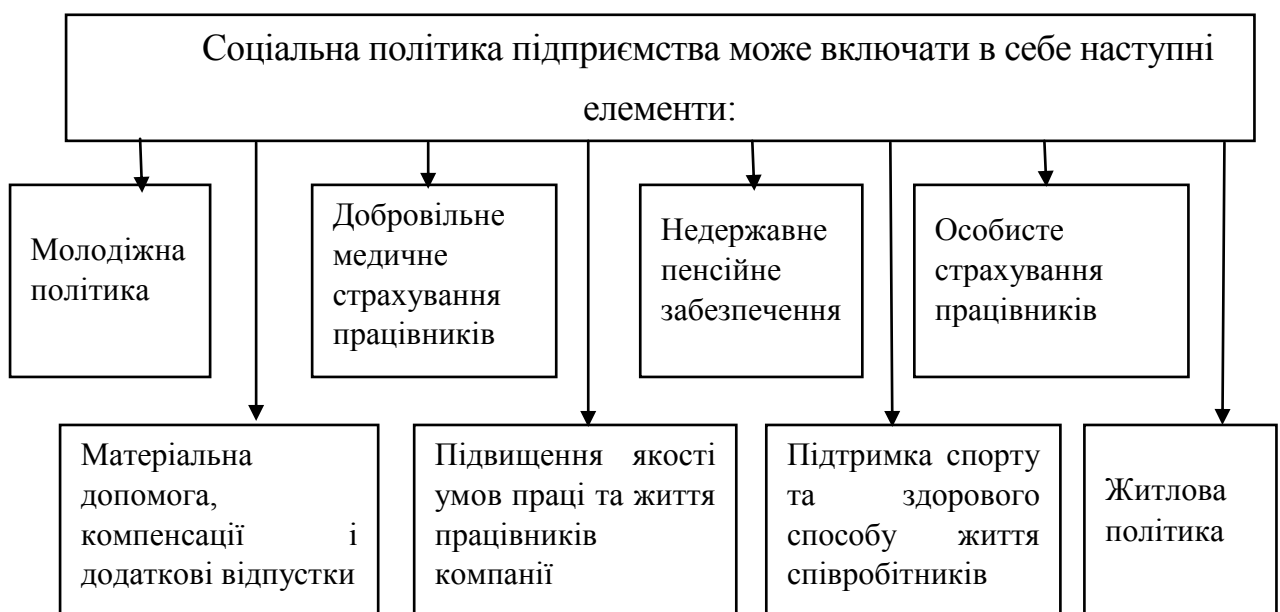 Соціальна політика підприємства може включати в себе наступні
елементи:
Молодіжна
політика
Добровільне
медичне
страхування
працівників
Недержавне
пенсійне
забезпечення
Особисте
страхування
працівників
Матеріальна
допомога,
компенсації і
додаткові відпустки
Підвищення якості
умов праці та життя
працівників
компанії
Підтримка спорту
та здорового
способу життя
співробітників
Житлова
політика